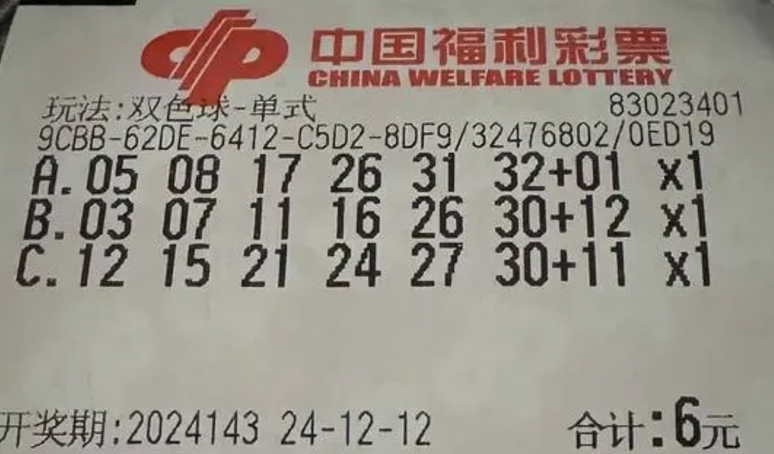 中国福利彩票
CHINA WELFARE LOTTERY
玩法:双色球-单式 83023401
9CBB-62DE-6412-C5D2-8DF9/32476802/0ED19
A.05 08 17 26 31 32+01 x1
B.03 07 11 16 26 30+12 x1
C.12 15 21 24 27 30+11 x1
开奖期:2024143 24-12-12 合计:6元